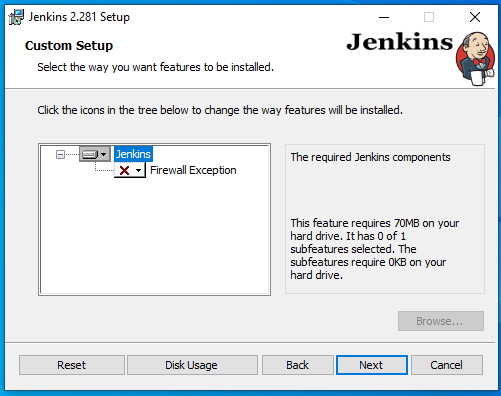 Jenkins 2.281 Setup
Custom Setup
Select the way you want features to be installed.
Jenkins
Click the icons in the tree below to change the way features will be installed.
Jenkins
Firewall Exception
The required Jenkins components
This feature requires 70MB on your
hard drive. It has 0 of 1
subfeatures selected. The
subfeatures require 0KB on your
hard drive.
Browse...
Reset
Disk Usage
Back
Next
Cancel